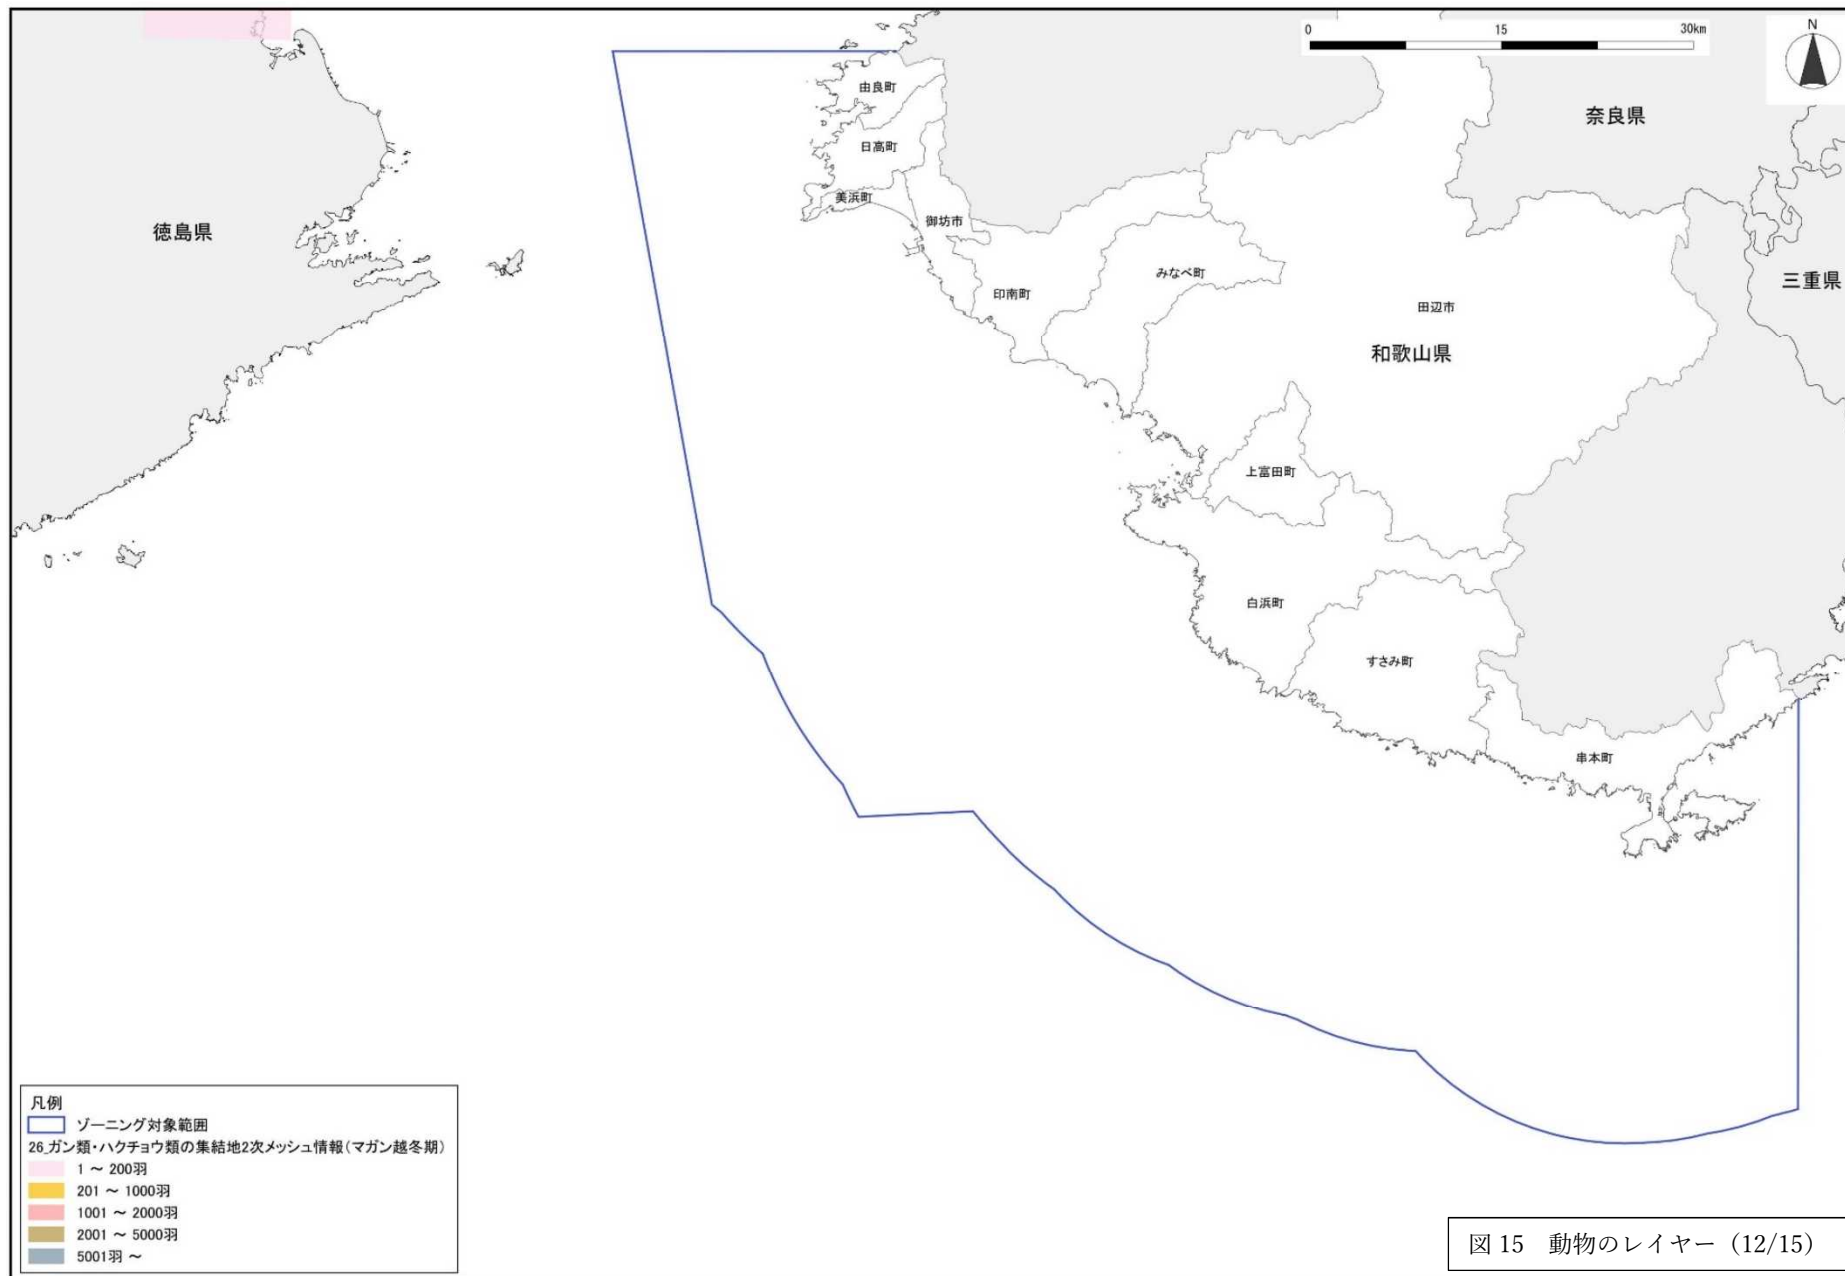 0 15 30km
N
由良町
奈良県
日高町
美浜町
御坊市
徳島県
みなべ町
三重県
印南町
田辺市
和歌山県
上富田町
白浜町
すさみ町
串本町
凡例
ゾーニング対象範囲
26_ガン類・ハクチョウ類の集結地2次メッシュ情報(マガン越冬期)
1 ～ 200羽
201 ～ 1000羽
1001 ～ 2000羽
2001 ～ 5000羽
5001羽 ～
図 15　動物のレイヤー（12/15）